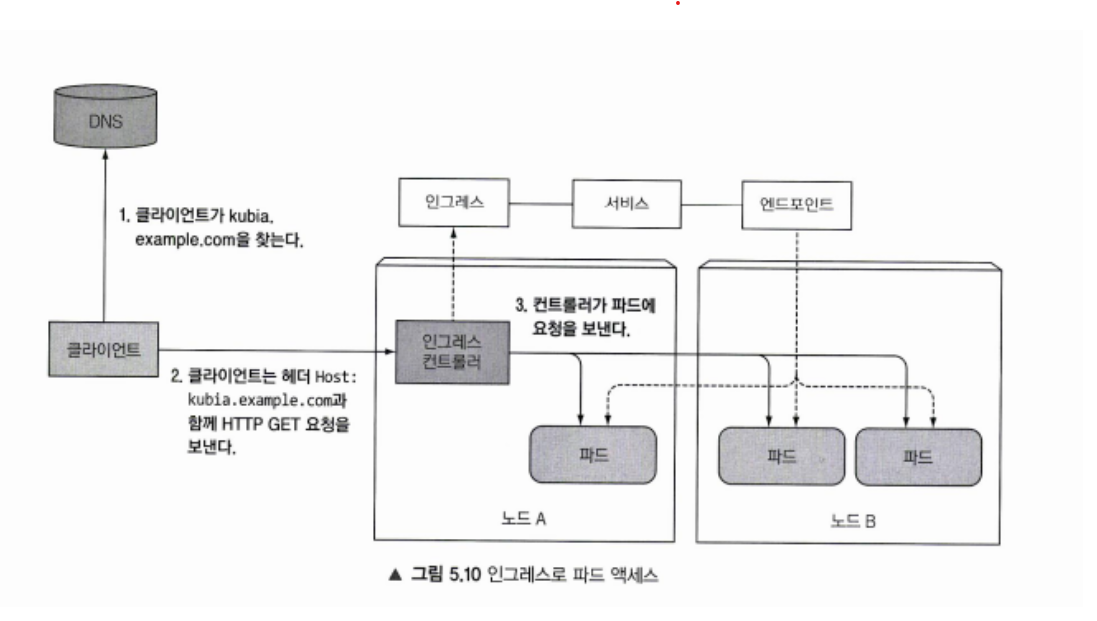 DNS
1. 클라이언트가 kubia.
example.com을 찾는다.
인그레스
서비스
엔드포인트
클라이언트
인그레스
컨트롤러
3. 컨트롤러가 파드에
요청을 보낸다.
2. 클라이언트는 헤더 Host:
kubia.example.com과
함께 HTTP GET 요청을
보낸다.
파드
파드
파드
노드 A
노드 B
▲ 그림 5.10 인그레스로 파드 액세스